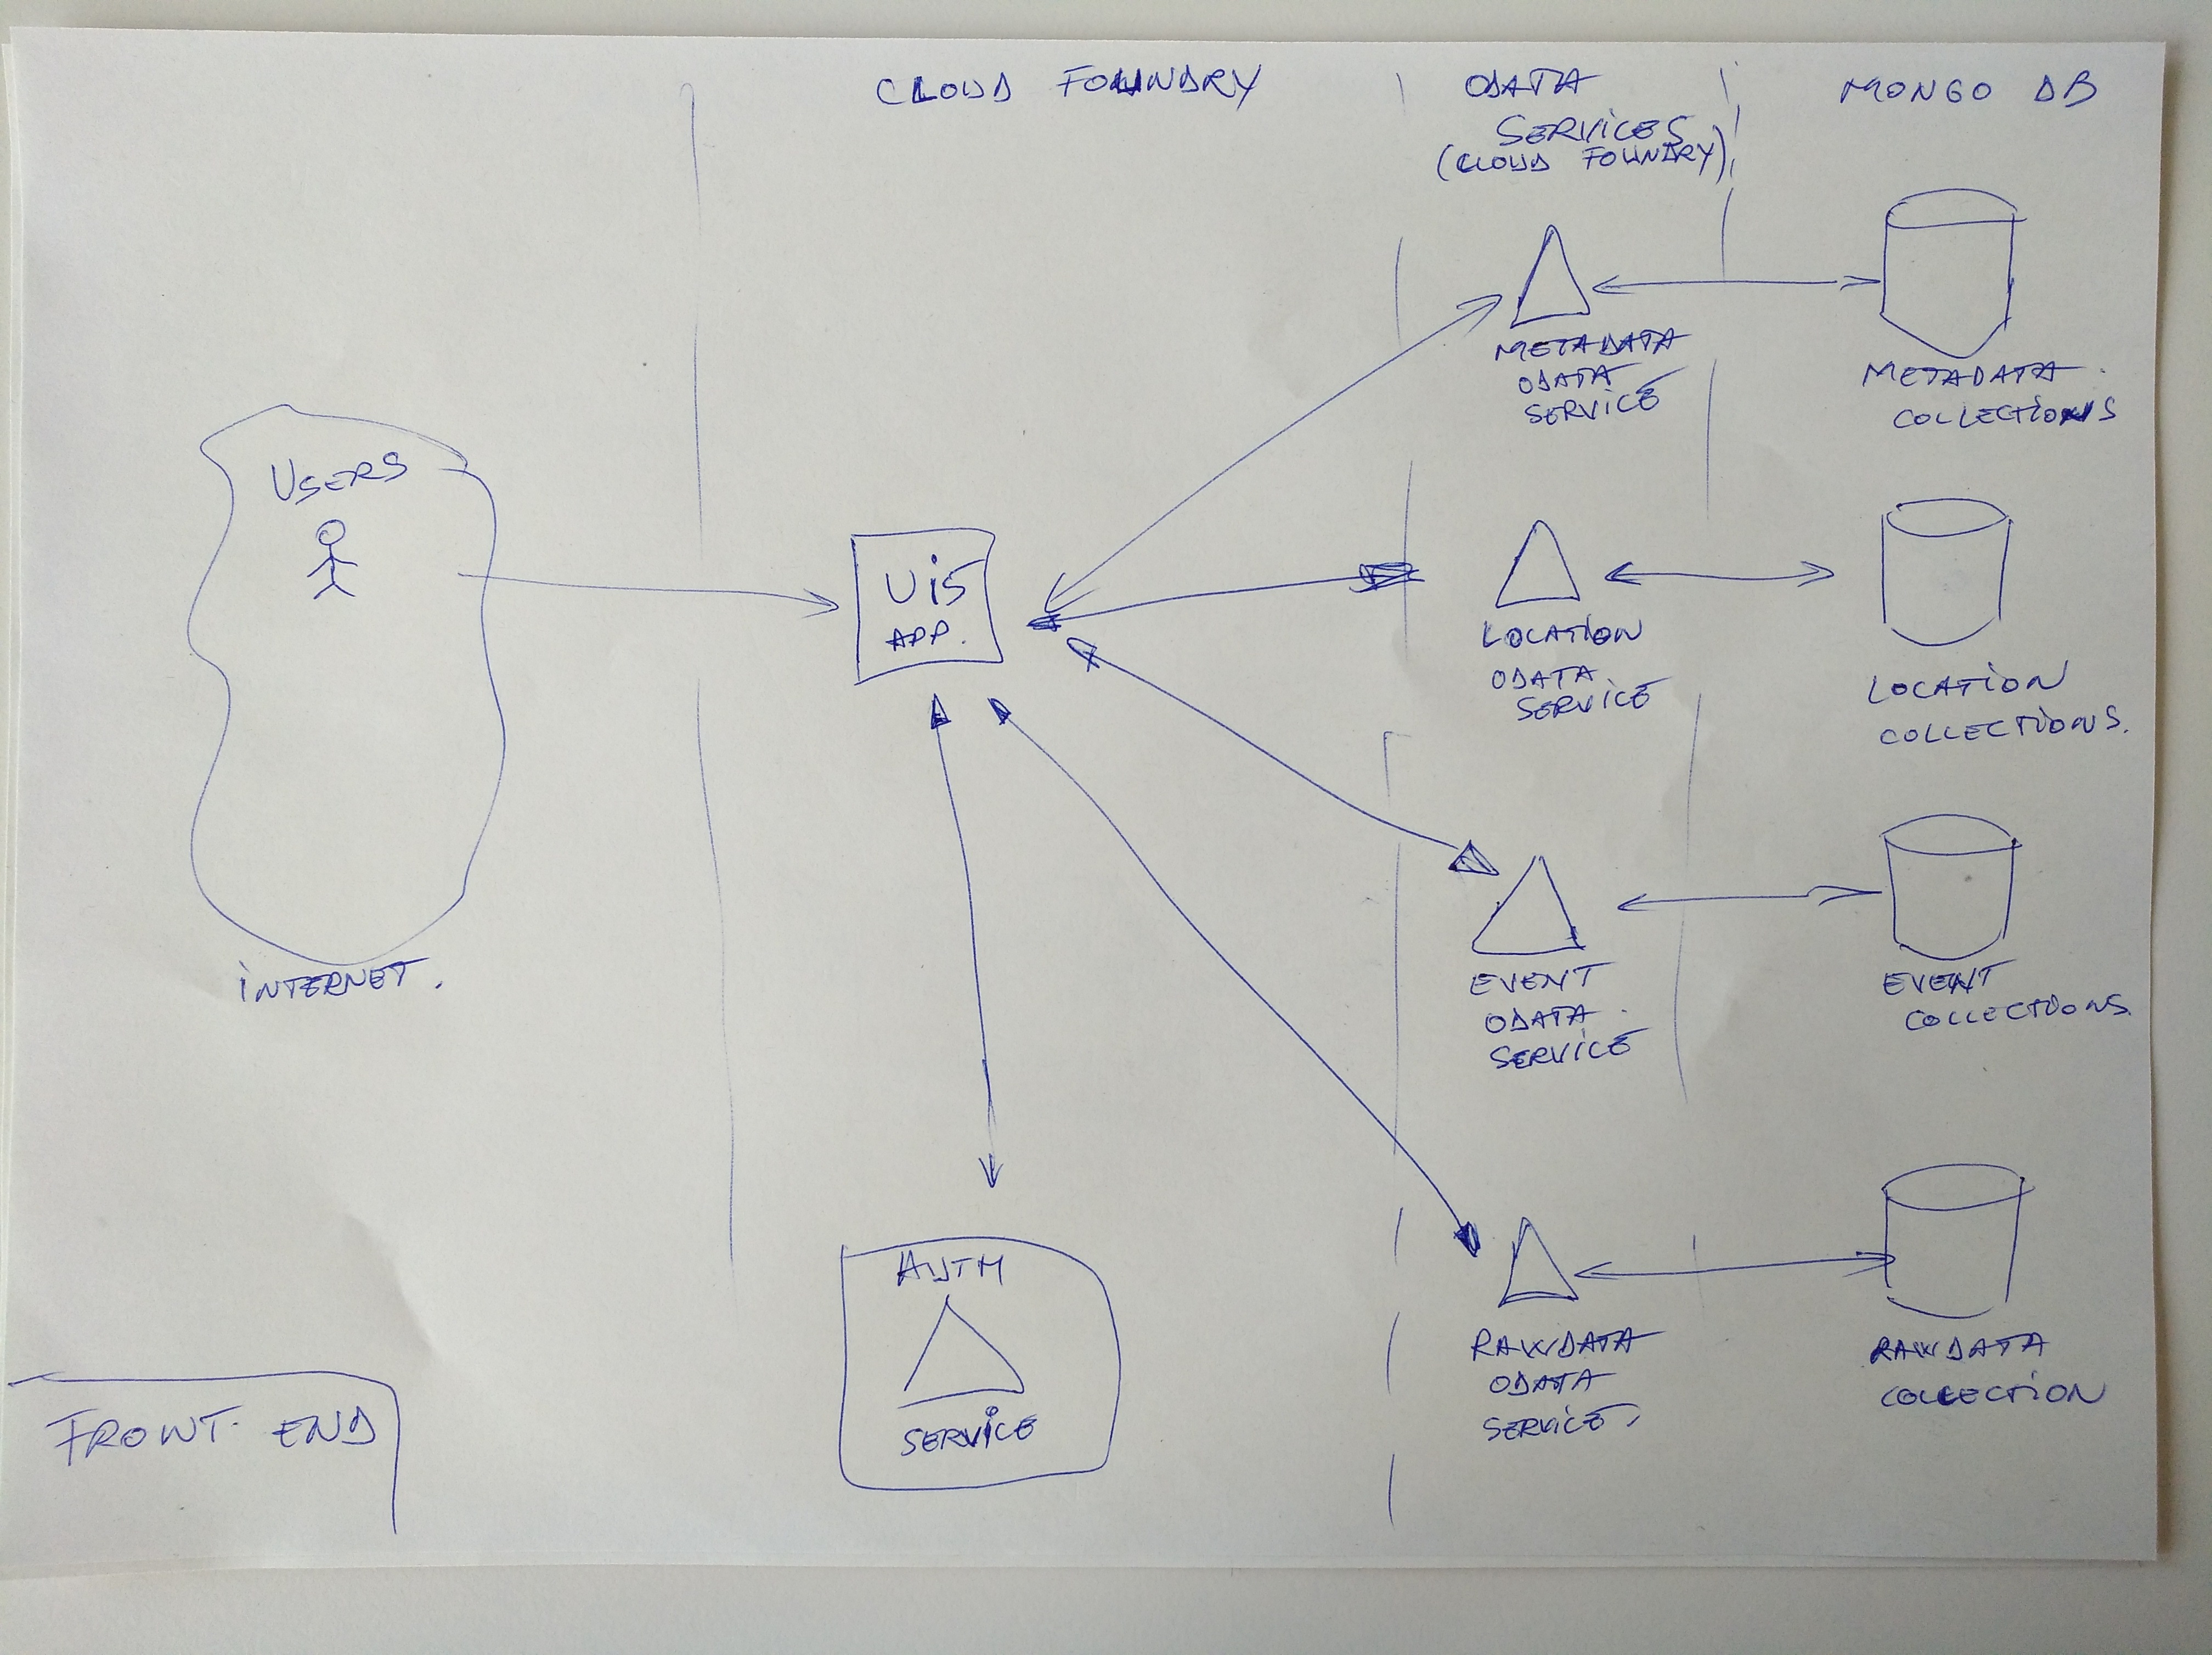 CLOUD FOUNDRY
ODATA
SERVICES
(CLOUD FOUNDRY)
MONGO DB
USERS
INTERNET.
Ui5
APP.
AUTH
SERVICE
METADATA
ODATA
SERVICE
METADATA
COLLECTIONS
LOCATION
ODATA
SERVICE
LOCATION
COLLECTIONS.
EVENT
ODATA
SERVICE
EVENT
COLLECTIONS
RAWDATA
ODATA
SERVICE
RAWDATA
COLLECTION
FRONT END